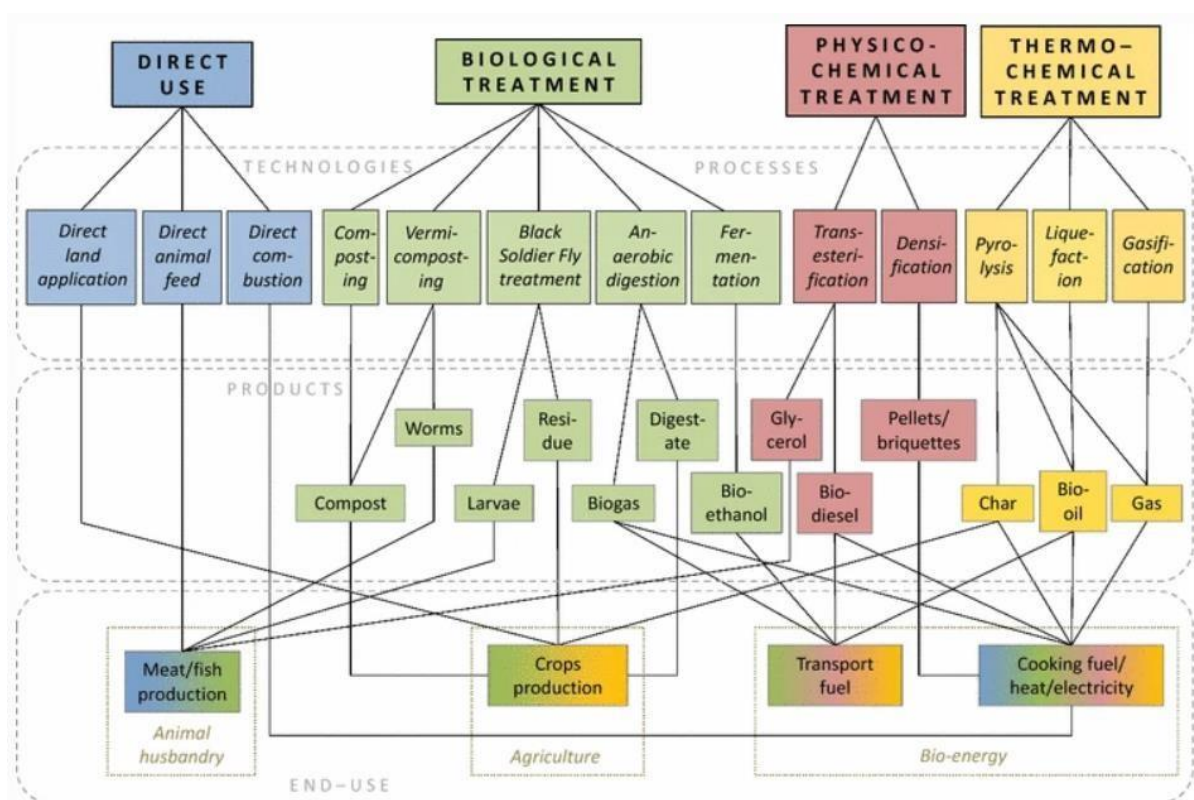 DIRECT
USE
BIOLOGICAL
TREATMENT
PHYSICO-
CHEMICAL
TREATMENT
THERMO–
CHEMICAL
TREATMENT
TECHNOLOGIES
PROCESSES
Direct
land
application
Direct
animal
feed
Direct
com-
bustion
Com-
post-
ing
Vermi-
compost-
ing
Black
Soldier Fly
treatment
An-
aerobic
digestion
Fer-
men-
tation
Trans-
esteri-
fication
Densi-
fication
Pyro-
lysis
Lique-
fact-
ion
Gasifi-
cation
PRODUCTS
Worms
Resi-
due
Digest-
ate
Gly-
cerol
Pellets/
briquettes
Compost
Larvae
Biogas
Bio-
ethanol
Bio-
diesel
Char
Bio-
oil
Gas
Meat/fish
production
Crops
production
Transport
fuel
Cooking fuel/
heat/electricity
Animal
husbandry
Agriculture
Bio-energy
END–USE